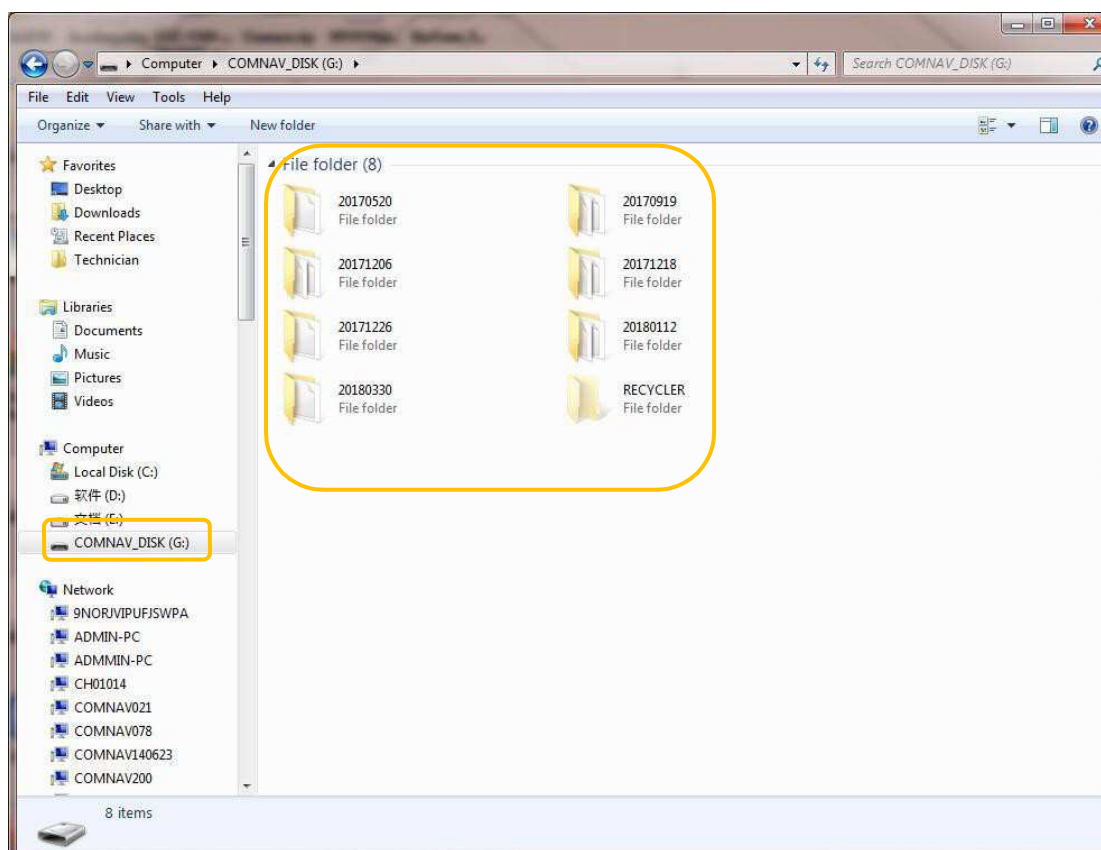 Computer ▸ COMNAV_DISK (G:) ▸
Search COMNAV_DISK (G:)
File Edit View Tools Help
Organize Share with New folder
Favorites
Desktop
Downloads
Recent Places
Technician
Libraries
Documents
Music
Pictures
Videos
Computer
Local Disk (C:)
软件 (D:)
文档 (E:)
COMNAV_DISK (G:)
Network
9NORJVIPUFJSWPA
ADMIN-PC
ADMMIN-PC
CH01014
COMNAV021
COMNAV078
COMNAV140623
COMNAV200
File folder (8)
20170520
File folder
20170919
File folder
20171206
File folder
20171218
File folder
20171226
File folder
20180112
File folder
20180330
File folder
RECYCLER
File folder
8 items